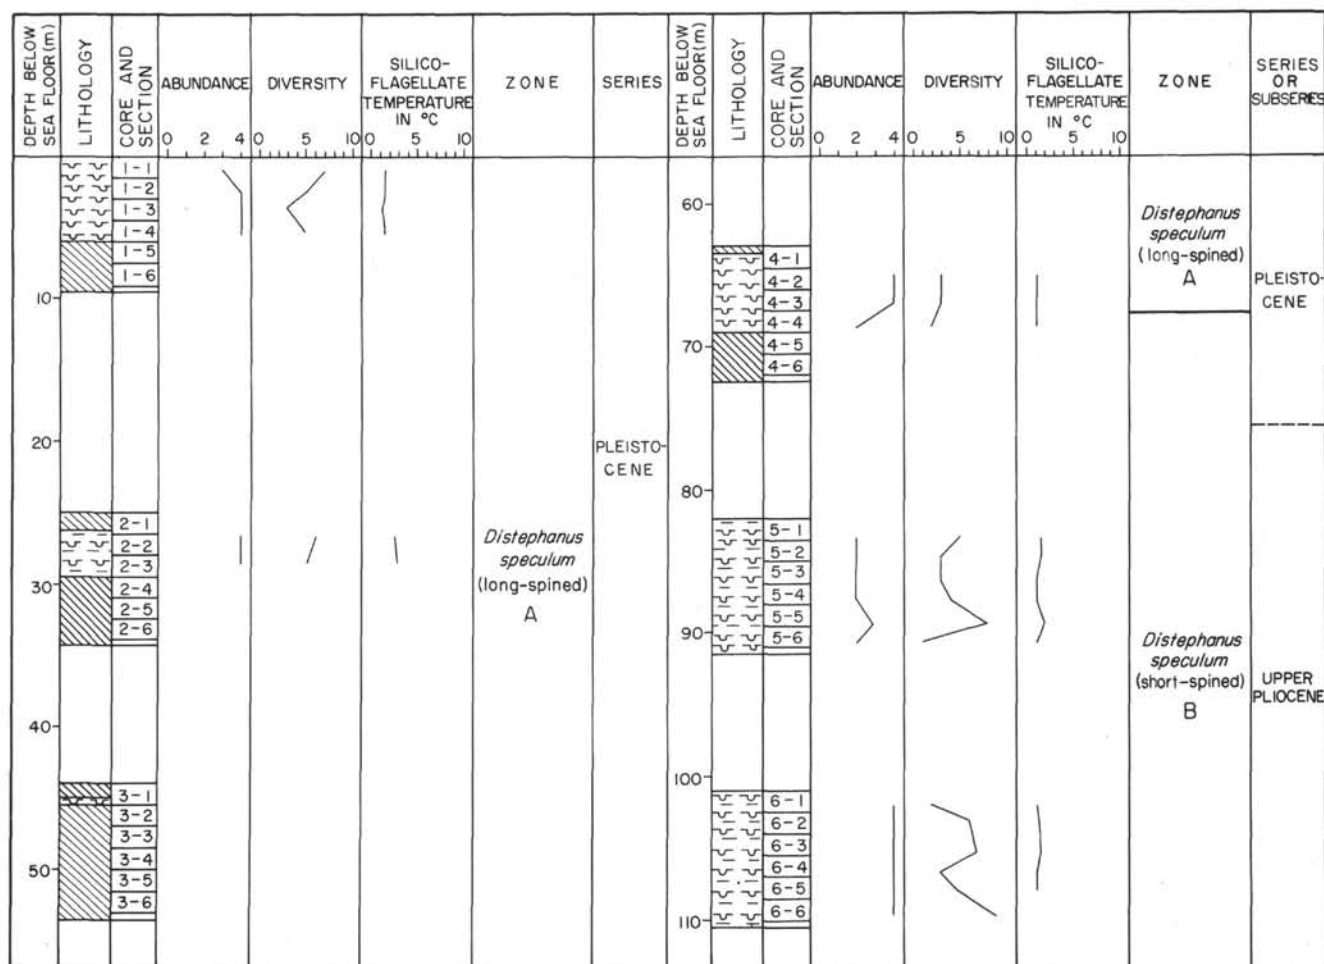 DEPTH BELOW
SEA FLOOR(m)
LITHOLOGY
CORE AND
SECTION
ABUNDANCE
0 2 4
DIVERSITY
0 5 10
SILICO-
FLAGELLATE
TEMPERATURE
IN °C
0 5 10
ZONE
SERIES
10
20
30
40
50
1-1
1-2
1-3
1-4
1-5
1-6
2-1
2-2
2-3
2-4
2-5
2-6
3-1
3-2
3-3
3-4
3-5
3-6
Distephanus
speculum
(long-spined)
A
PLEISTO-
CENE
DEPTH BELOW
SEA FLOOR(m)
LITHOLOGY
CORE AND
SECTION
ABUNDANCE
0 2 4
DIVERSITY
0 5 10
SILICO-
FLAGELLATE
TEMPERATURE
IN °C
0 5 10
ZONE
SERIES
OR
SUBSERIES
60
70
80
90
100
110
4-1
4-2
4-3
4-4
4-5
4-6
5-1
5-2
5-3
5-4
5-5
5-6
6-1
6-2
6-3
6-4
6-5
6-6
Distephanus
speculum
(long-spined)
A
Distephanus
speculum
(short-spined)
B
PLEISTO-
CENE
UPPER
PLIOCENE